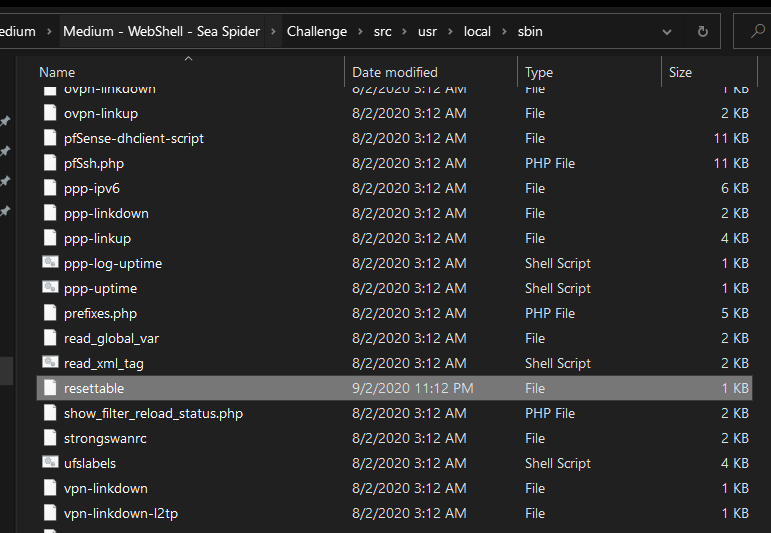 edium > Medium - WebShell - Sea Spider > Challenge > src > usr > local > sbin
Name Date modified Type Size
ovpn-linkdown 8/2/2020 3:12 AM File 1 KB
ovpn-linkup 8/2/2020 3:12 AM File 2 KB
pfSense-dhclient-script 8/2/2020 3:12 AM File 11 KB
pfSsh.php 8/2/2020 3:12 AM PHP File 11 KB
ppp-ipv6 8/2/2020 3:12 AM File 6 KB
ppp-linkdown 8/2/2020 3:12 AM File 2 KB
ppp-linkup 8/2/2020 3:12 AM File 4 KB
ppp-log-uptime 8/2/2020 3:12 AM Shell Script 1 KB
ppp-uptime 8/2/2020 3:12 AM Shell Script 1 KB
prefixes.php 8/2/2020 3:12 AM PHP File 5 KB
read_global_var 8/2/2020 3:12 AM File 2 KB
read_xml_tag 8/2/2020 3:12 AM Shell Script 2 KB
resettable 9/2/2020 11:12 PM File 1 KB
show_filter_reload_status.php 8/2/2020 3:12 AM PHP File 2 KB
strongswanrc 8/2/2020 3:12 AM File 2 KB
ufslabels 8/2/2020 3:12 AM Shell Script 4 KB
vpn-linkdown 8/2/2020 3:12 AM File 1 KB
vpn-linkdown-l2tp 8/2/2020 3:12 AM File 1 KB